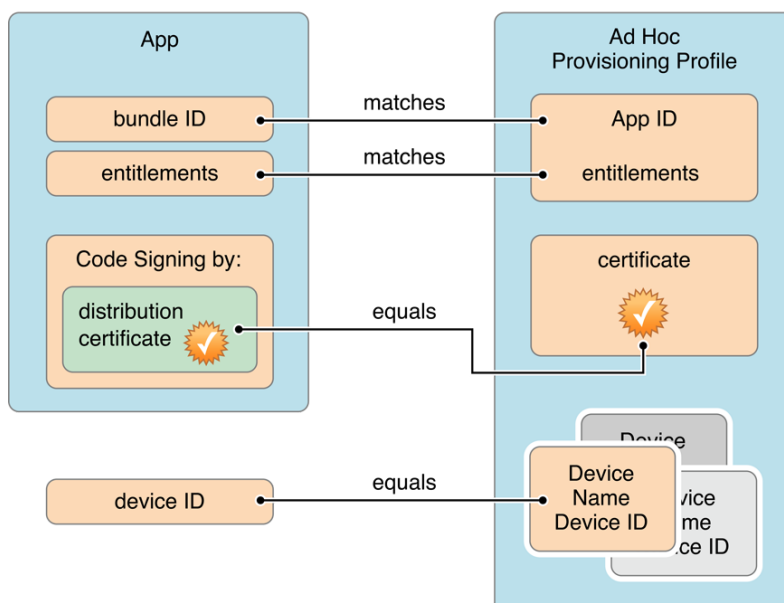 App
Ad Hoc
Provisioning Profile
bundle ID
matches
App ID
entitlements
matches
entitlements
Code Signing by:
distribution
certificate
equals
certificate
Device
device ID
equals
Device
Name
Device ID
ID